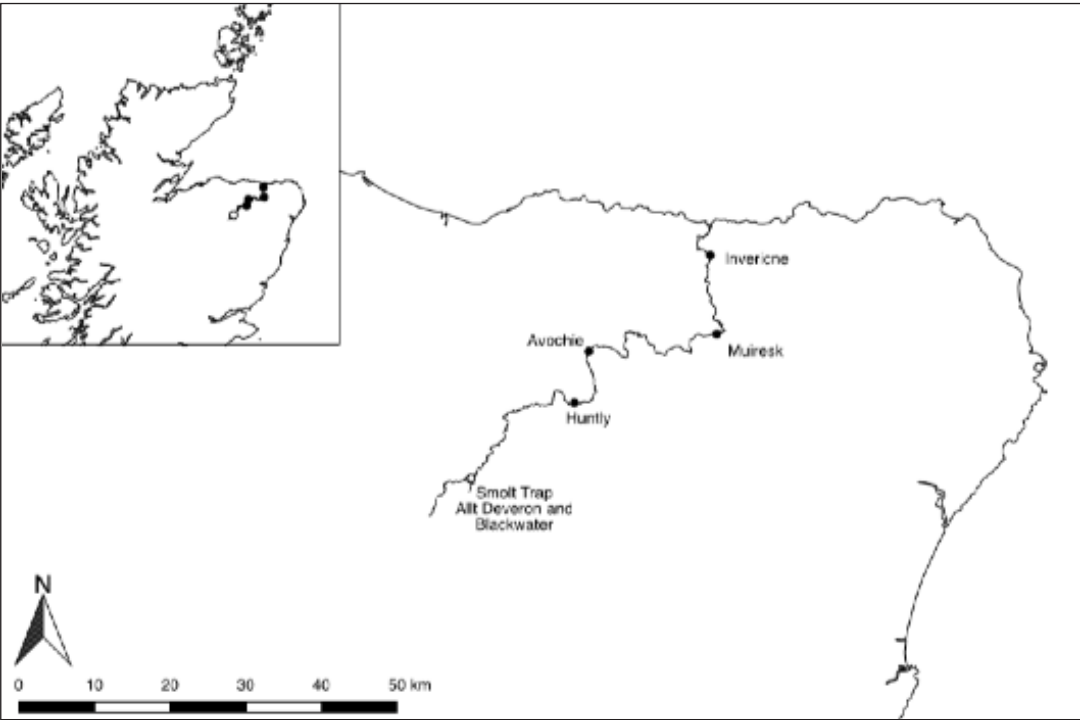 Invericne
Avochie
Muiresk
Huntly
Smolt Trap
Allt Deveron and
Blackwater
N
0 10 20 30 40 50 km